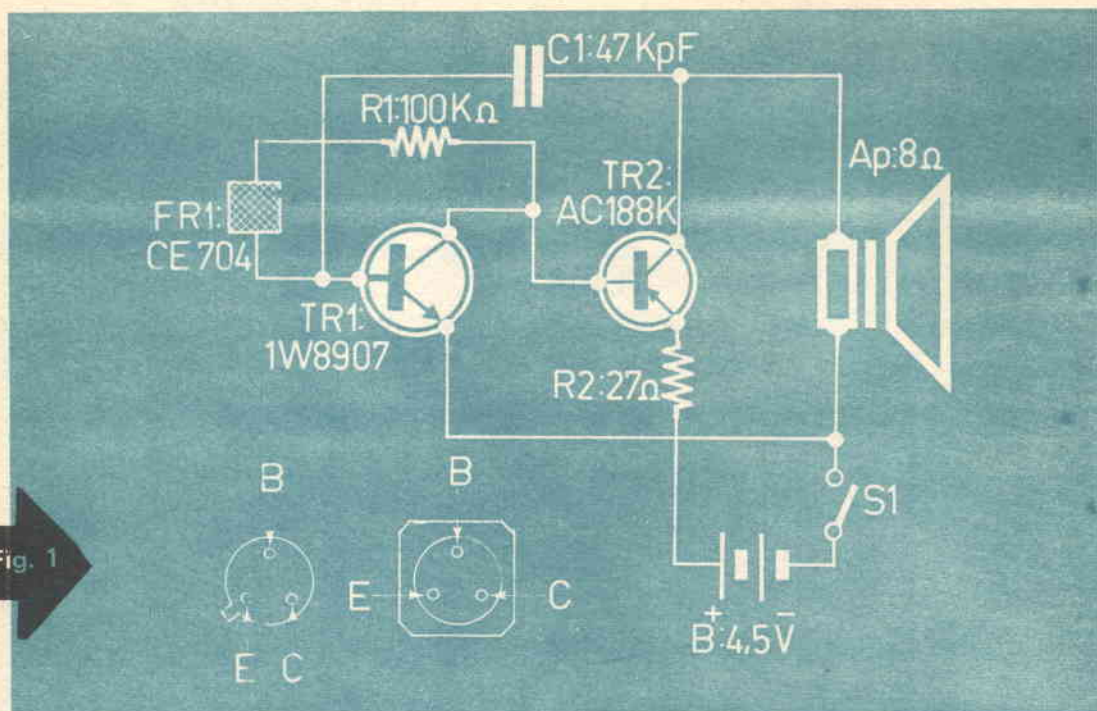 C1:47KpF
R1:100KΩ
Ap:8Ω
TR2:
AC188K
FR1:
CE704
TR1:
1W8907
R2:27Ω
B
B
S1
Fig. 1
E
C
+ −
B:4,5V
E C